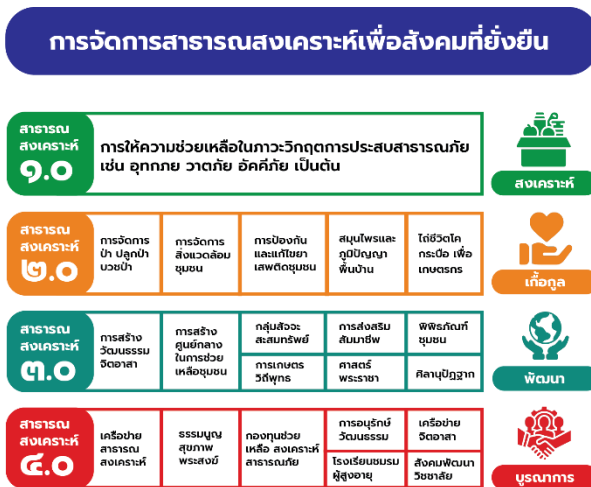 การจัดการสาธารณสงเคราะห์เพื่อสังคมที่ยั่งยืน
สาธารณ
สงเคราะห์
๑.๐
การให้ความช่วยเหลือในภาวะวิกฤตการประสบสาธารณภัย
เช่น อุทกภย วาตภัย อัคคีภัย เป็นต้น
สงเคราะห์
สาธารณ
สงเคราะห์
๒.๐
การจัดการ
ป่า ปลูกป่า
บวชป่า
การจัดการ
สิ่งแวดล้อม
ชุมชน
การป้องกัน
และแก้ไขยา
เสพติดชุมชน
สมุนไพรและ
ภูมิปัญญา
พื้นบ้าน
ไถ่ชีวิตโค
กระบือ เพื่อ
เกษตรกร
เกื้อกูล
สาธารณ
สงเคราะห์
๓.๐
การสร้าง
วัฒนธรรม
จิตอาสา
การสร้าง
ศูนย์กลาง
ในการช่วย
เหลือชุมชน
กลุ่มสัจจะ
สะสมทรัพย์
การส่งสริม
สัมมาชีพ
พิพิธภัณฑ์
ชุมชน
การเกษตร
วิถีพุทธ
ศาสตร์
พระราชา
คิลานุปัฏฐาก
พัฒนา
สาธารณ
สงเคราะห์
๔.๐
เครือข่าย
สาธารณ
สงเคราะห์
ธรรมนูญ
สุขภาพ
พระสงฆ์
กองทุนช่วย
เหลือ สงเคราะห์
สาธารณภัย
การอนุรักษ์
วัฒนธรรม
เครือข่าย
จิตอาสา
โรงเรียนชมรม
ผู้สูงอายุ
สังคมพัฒนา
วิชชาลัย
บูรณาการ